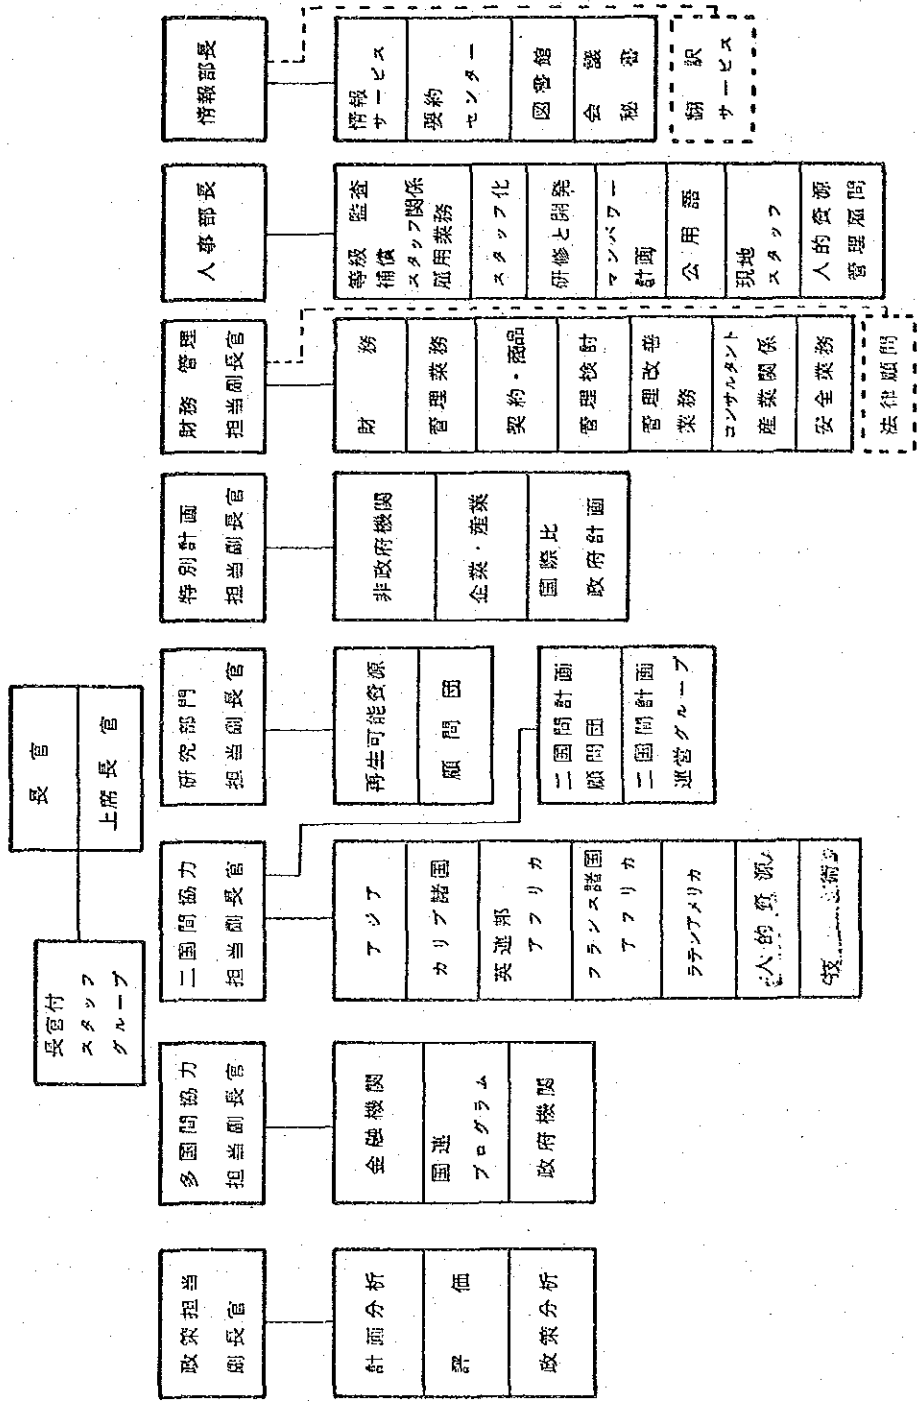 長官
上席長官
長官付
スタッフ
グループ
政策担当
副長官
計画分析
評価
政策分析
多国間協力
担当副長官
金融機関
国連
プログラム
政府機関
二国間協力
担当副長官
アジア
カリブ諸国
英連邦
アフリカ
フランス諸国
アフリカ
ラテンアメリカ
人的資源
技術
二国間計画
顧問団
二国間計画
運営グループ
研究部門
担当副長官
再生可能資源
顧問団
特別計画
担当副長官
非政府機関
企業・産業
国際比
政府計画
財務管理
担当副長官
財務
管理業務
契約・商品
管理検討
管理改善
業務
コンサルタント
産業関係
安全業務
法律顧問
人事部長
等級監査
補償
スタッフ関係
雇用業務
スタッフ化
研修と開発
マンパワー
計画
公用語
現地
スタッフ
人的資源
管理顧問
情報部長
情報
サービス
要約
センター
図書館
会議
秘書
翻訳
サービス